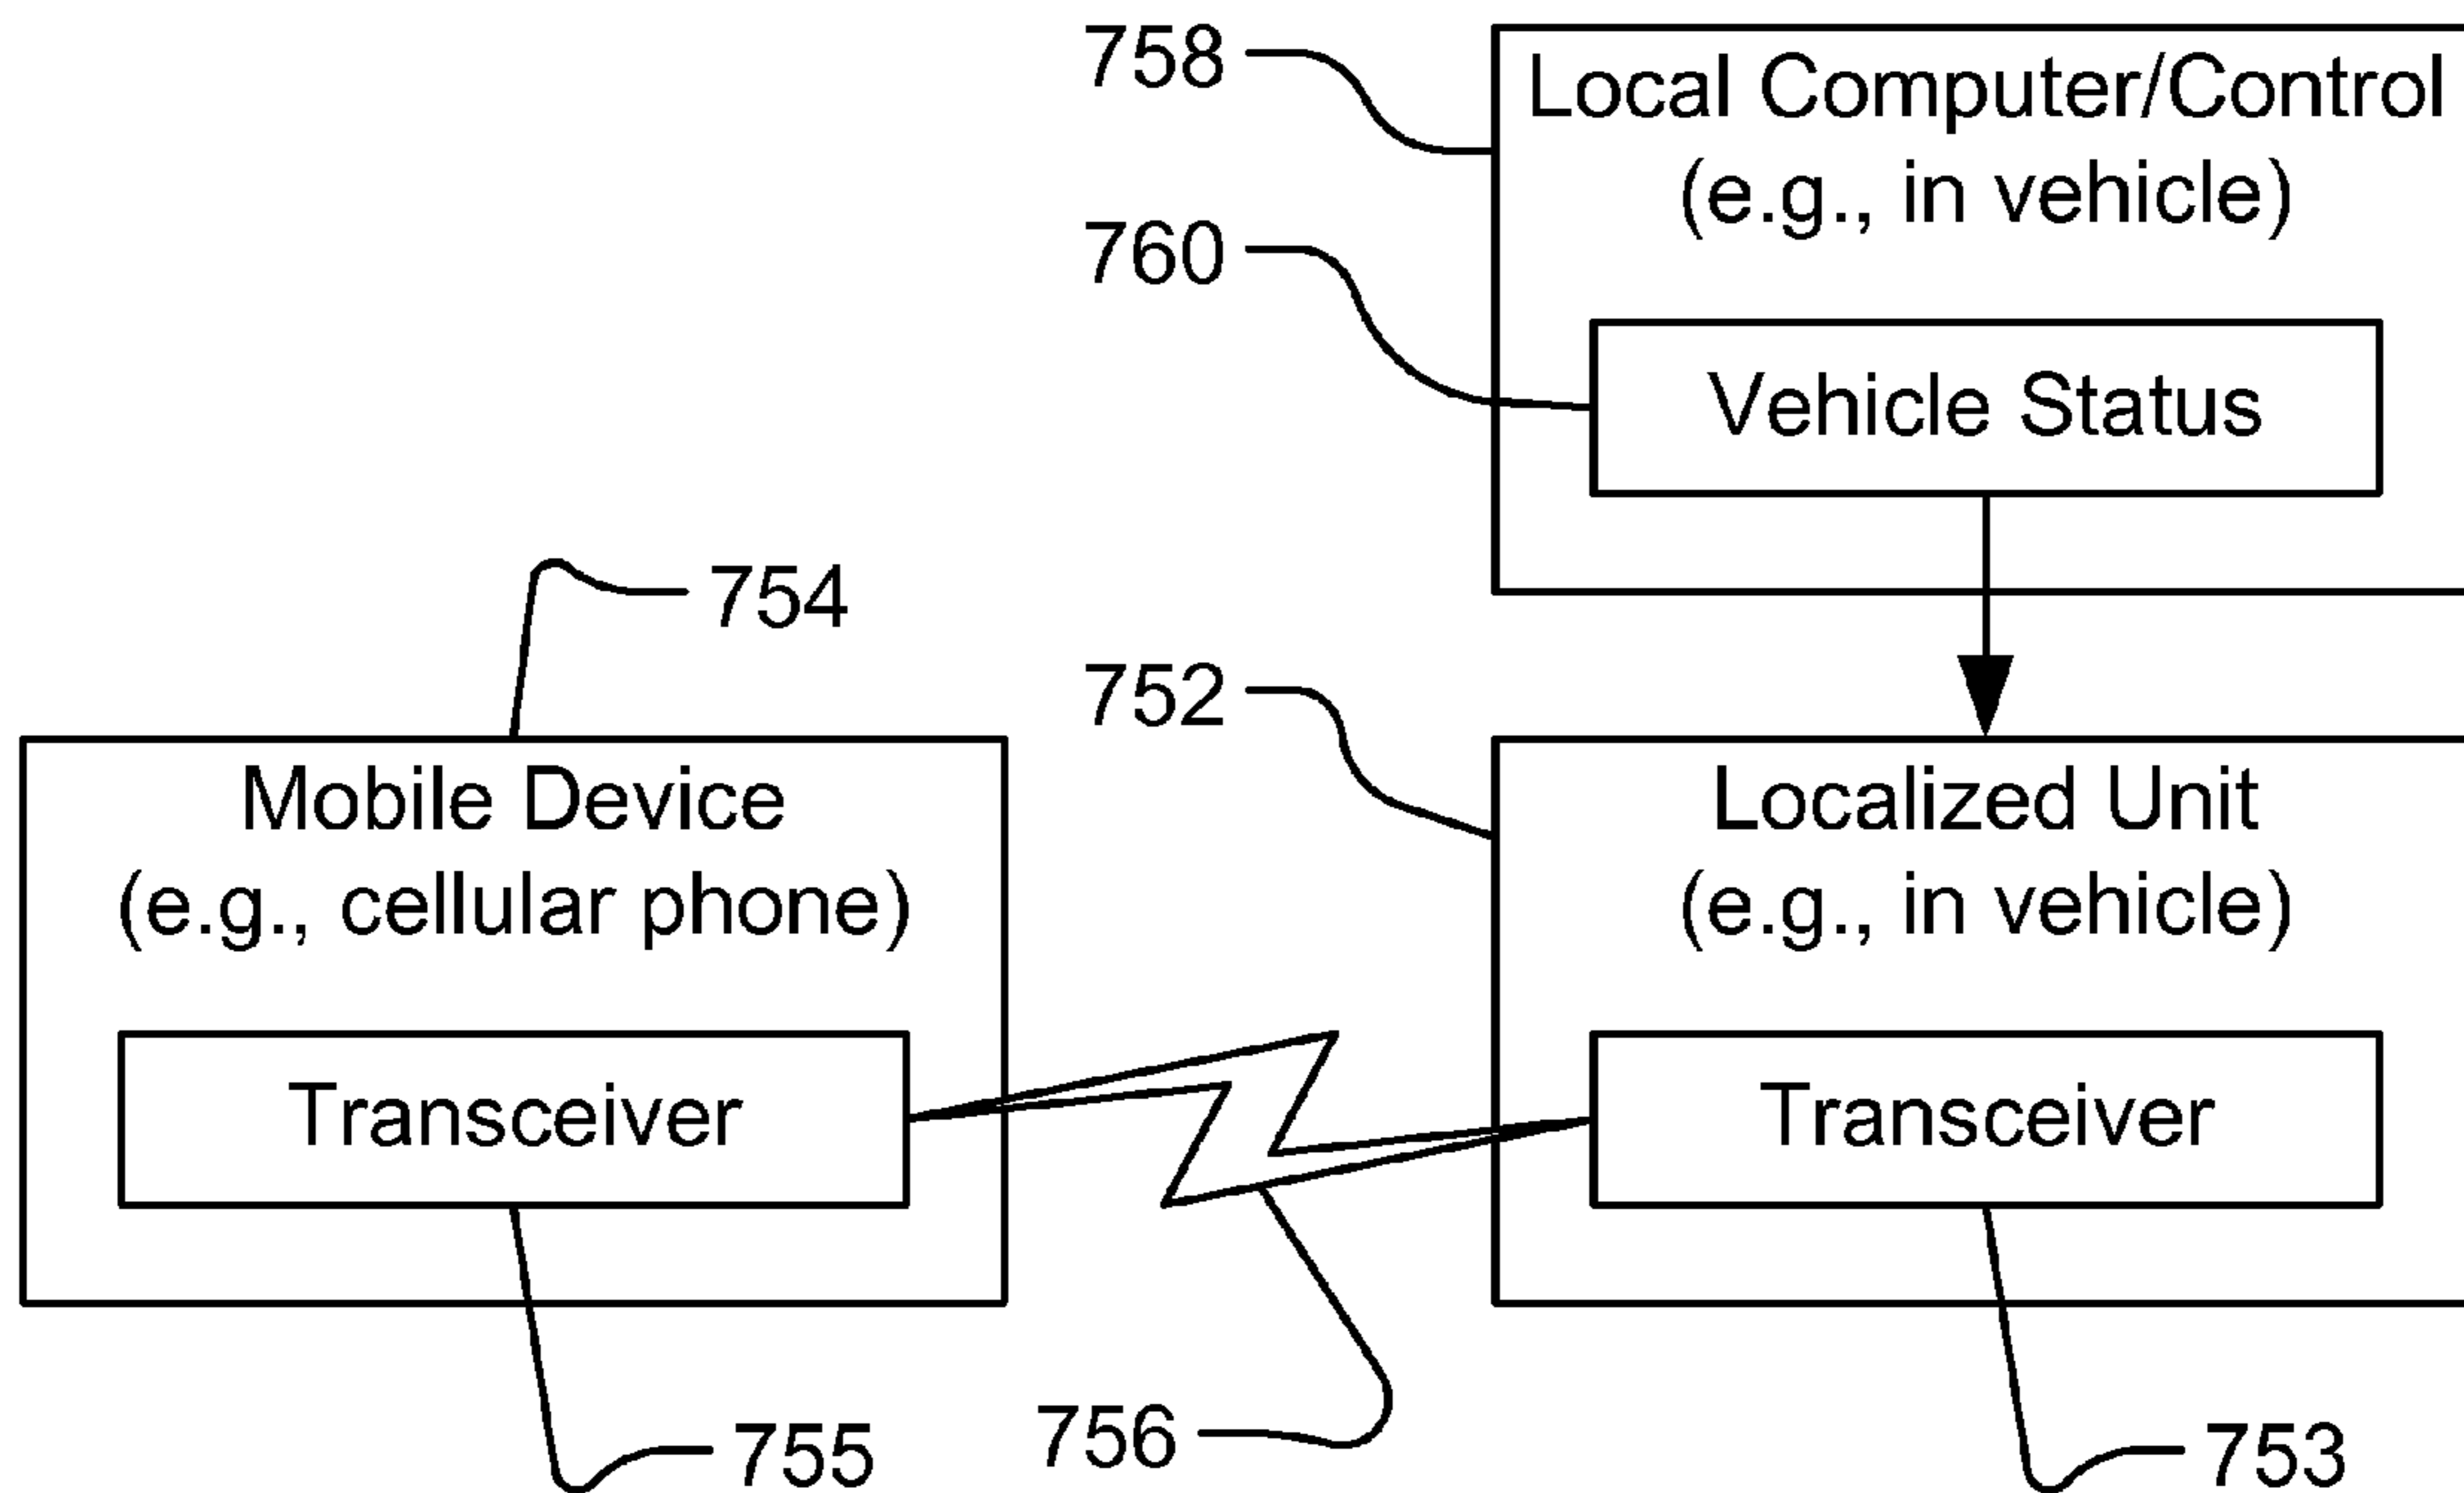 758
Local Computer/Control
(e.g., in vehicle)
760
Vehicle Status
754
752
Mobile Device
(e.g., cellular phone)
Localized Unit
(e.g., in vehicle)
Transceiver
Transceiver
755
756
753